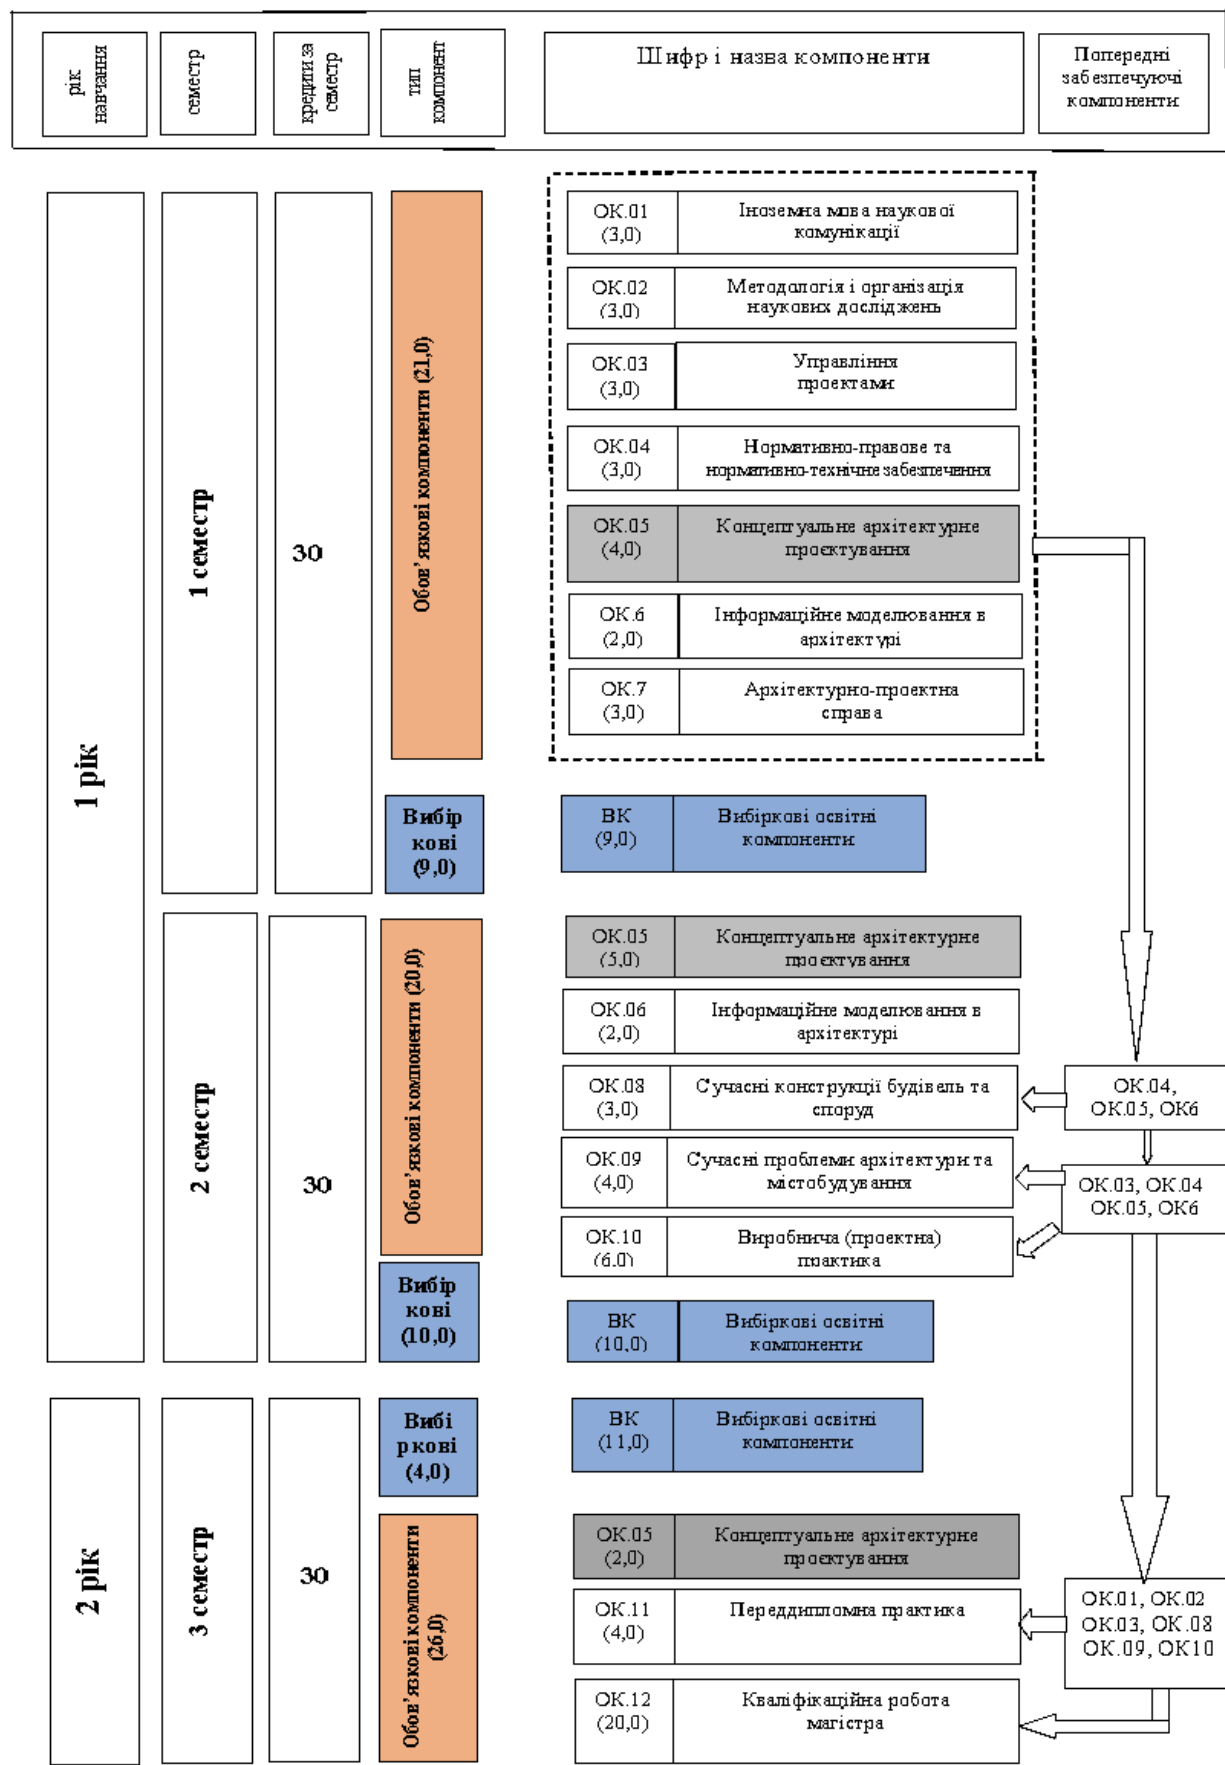 рік
навчання
семестр
кредити за
семестр
тип
компонент
Шифр і назва компоненти
Попередні
забезпечуючі
компоненти
1 рік
1 семестр
30
Обов’язкові компоненти (21,0)
ОК.01
(3,0)
Іноземна мова наукової
комунікації
ОК.02
(3,0)
Методологія і організація
наукових досліджень
ОК.03
(3,0)
Управління
проектами
ОК.04
(3,0)
Нормативно-правове та
нормативно-технічне забезпечення
ОК.05
(4,0)
Концептуальне архітектурне
проєктування
ОК.6
(2,0)
Інформаційне моделювання в
архітектурі
ОК.7
(3,0)
Архітектурно-проектна
справа
Вибір
кові
(9,0)
ВК
(9,0)
Вибіркові освітні
компоненти
2 семестр
30
Обов’язкові компоненти (20,0)
ОК.05
(5,0)
Концептуальне архітектурне
проєктування
ОК.06
(2,0)
Інформаційне моделювання в
архітектурі
ОК.08
(3,0)
Сучасні конструкції будівель та
споруд
ОК.04,
ОК.05, ОК6
ОК.09
(4,0)
Сучасні проблеми архітектури та
містобудування
ОК.03, ОК.04
ОК.05, ОК6
ОК.10
(6,0)
Виробнича (проектна)
практика
Вибір
кові
(10,0)
ВК
(10,0)
Вибіркові освітні
компоненти
2 рік
3 семестр
30
Вибі
ркові
(4,0)
ВК
(11,0)
Вибіркові освітні
компоненти
Обов’язкові компоненти
(26,0)
ОК.05
(2,0)
Концептуальне архітектурне
проєктування
ОК.11
(4,0)
Переддипломна практика
ОК.01, ОК.02
ОК.03, ОК.08
ОК.09, ОК10
ОК.12
(20,0)
Кваліфікаційна робота
магістра